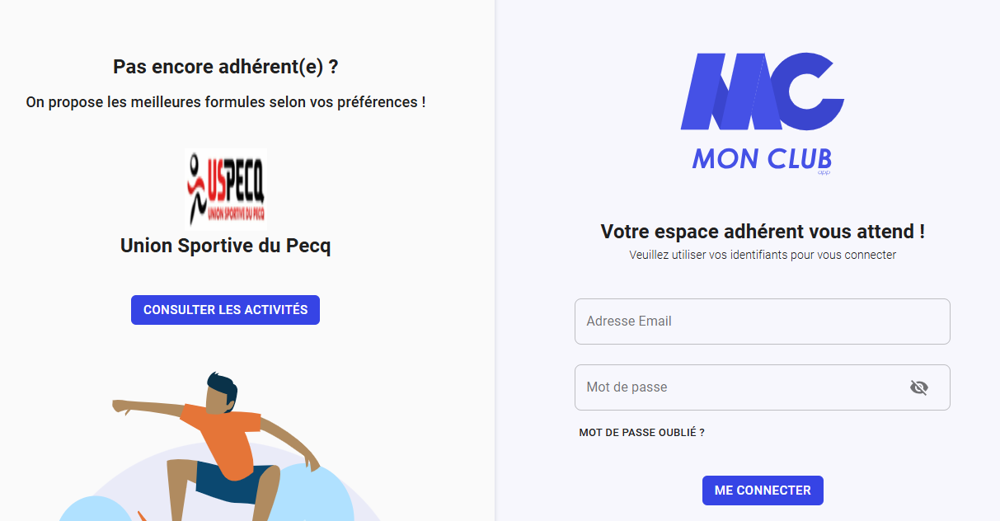 Pas encore adhérent(e) ?
On propose les meilleures formules selon vos préférences !
USPECQ
UNION SPORTIVE DU PECQ
Union Sportive du Pecq
CONSULTER LES ACTIVITÉS
MC
MON CLUB
app
Votre espace adhérent vous attend !
Veuillez utiliser vos identifiants pour vous connecter
Adresse Email
Mot de passe
MOT DE PASSE OUBLIÉ ?
ME CONNECTER